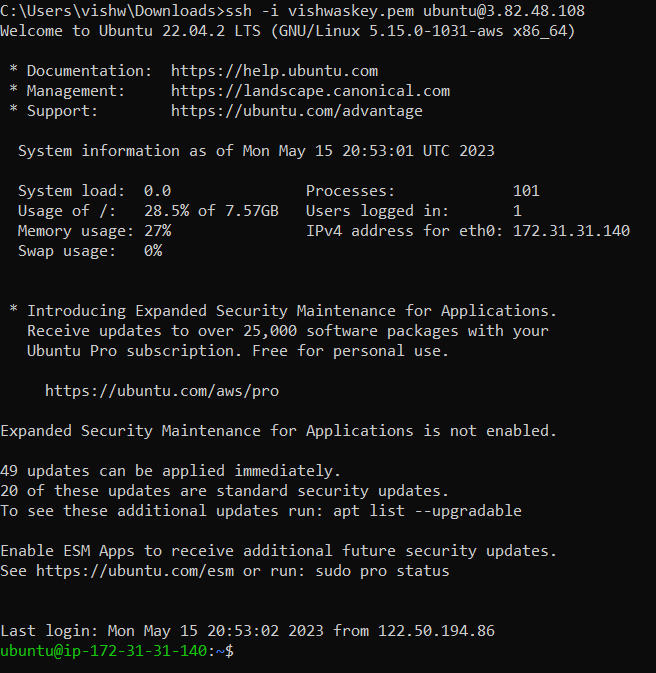 C:\Users\vishw\Downloads>ssh -i vishwaskey.pem ubuntu@3.82.48.108
Welcome to Ubuntu 22.04.2 LTS (GNU/Linux 5.15.0-1031-aws x86_64)
* Documentation:  https://help.ubuntu.com
* Management:     https://landscape.canonical.com
* Support:        https://ubuntu.com/advantage
System information as of Mon May 15 20:53:01 UTC 2023
System load:  0.0               Processes:             101
Usage of /:   28.5% of 7.57GB   Users logged in:       1
Memory usage: 27%               IPv4 address for eth0: 172.31.31.140
Swap usage:   0%
* Introducing Expanded Security Maintenance for Applications.
Receive updates to over 25,000 software packages with your
Ubuntu Pro subscription. Free for personal use.
https://ubuntu.com/aws/pro
Expanded Security Maintenance for Applications is not enabled.
49 updates can be applied immediately.
20 of these updates are standard security updates.
To see these additional updates run: apt list --upgradable
Enable ESM Apps to receive additional future security updates.
See https://ubuntu.com/esm or run: sudo pro status
Last login: Mon May 15 20:53:02 2023 from 122.50.194.86
ubuntu@ip-172-31-31-140:~$